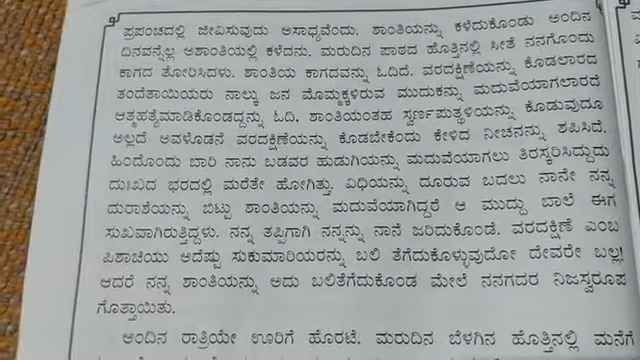 ಪ್ರಪಂಚದಲ್ಲಿ ಜೀವಿಸುವುದು ಅಸಾಧ್ಯವೆಂದು. ಶಾಂತಿಯನ್ನು ಕಳೆದುಕೊಂಡು ಅಂದಿನ
ದಿನವನ್ನೆಲ್ಲ ಅಶಾಂತಿಯಲ್ಲಿ ಕಳೆದನು. ಮರುದಿನ ಪಾಠದ ಹೊತ್ತಿನಲ್ಲಿ ಸೀತೆ ನನಗೊಂದು
ಕಾಗದ ತೋರಿಸಿದಳು. ಶಾಂತಿಯ ಕಾಗದವನ್ನು ಓದಿದೆ. ವರದಕ್ಷಿಣೆಯನ್ನು ಕೊಡಲಾರದ
ತಂದೆತಾಯಿಯರು ನಾಲ್ಕು ಜನ ಮೊಮ್ಮಕ್ಕಳಿರುವ ಮುದುಕನನ್ನು ಮದುವೆಯಾಗಲಾರದೆ
ಆತ್ಮಹತ್ಯೆಮಾಡಿಕೊಂಡದ್ದನ್ನು ಓದಿ. ಶಾಂತಿಯಂತಹ ಸ್ವರ್ಣಪುತ್ಥಳಿಯನ್ನು ಕೊಡುವುದೂ
ಅಲ್ಲದೆ ಅವಳೊಡನೆ ವರದಕ್ಷಿಣೆಯನ್ನು ಕೊಡಬೇಕೆಂದು ಕೇಳಿದ ನೀಚನನ್ನು ಶಪಿಸಿದೆ.
ಹಿಂದೊಂದು ಬಾರಿ ನಾನು ಬಡವರ ಹುಡುಗಿಯನ್ನು ಮದುವೆಯಾಗಲು ತಿರಸ್ಕರಿಸಿದ್ದುದು
ದುಃಖದ ಭರದಲ್ಲಿ ಮರೆತೇ ಹೋಗಿತ್ತು. ವಿಧಿಯನ್ನು ದೂರುವ ಬದಲು ನಾನೇ ನನ್ನ
ದುರಾಶೆಯನ್ನು ಬಿಟ್ಟು ಶಾಂತಿಯನ್ನು ಮದುವೆಯಾಗಿದ್ದರೆ ಆ ಮುದ್ದು ಬಾಲೆ ಈಗ
ಸುಖವಾಗಿರುತ್ತಿದ್ದಳು. ನನ್ನ ತಪ್ಪಿಗಾಗಿ ನನ್ನನ್ನು ನಾನೆ ಜರಿದುಕೊಂಡೆ. ವರದಕ್ಷಿಣೆ ಎಂಬ
ಪಿಶಾಚಿಯು ಅದೆಷ್ಟು ಸುಕುಮಾರಿಯರನ್ನು ಬಲಿ ತೆಗೆದುಕೊಳ್ಳುವುದೋ ದೇವರೇ ಬಲ್ಲ!
ಆದರೆ ನನ್ನ ಶಾಂತಿಯನ್ನು ಅದು ಬಲಿತೆಗೆದುಕೊಂಡ ಮೇಲೆ ನನಗದರ ನಿಜಸ್ವರೂಪ
ಗೊತ್ತಾಯಿತು.
ಅಂದಿನ ರಾತ್ರಿಯೇ ಊರಿಗೆ ಹೊರಟೆ. ಮರುದಿನ ಬೆಳಗಿನ ಹೊತ್ತಿನಲ್ಲಿ ಮನೆಗೆ